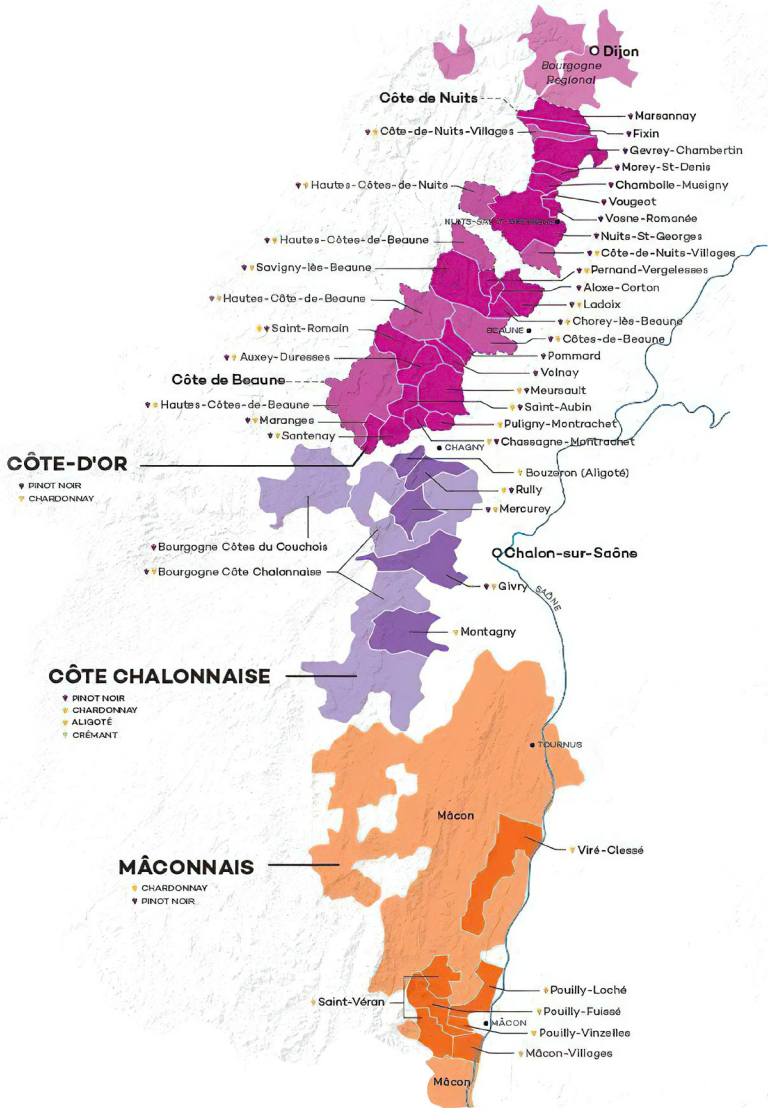 Dijon
Bourgogne
Regional
Côte de Nuits
Marsannay
Côte-de-Nuits-Villages
Fixin
Gevrey-Chambertin
Morey-St-Denis
Hautes-Côtes-de-Nuits
Chambolle-Musigny
Vougeot
Vosne-Romanée
Nuits-St-Georges
Hautes-Côtes-de-Beaune
Côte-de-Nuits-Villages
Savigny-lès-Beaune
Pernand-Vergelesses
Aloxe-Corton
Hautes-Côte-de-Beaune
Ladoix
Chorey-lès-Beaune
Saint-Romain
BEAUNE
Côtes-de-Beaune
Auxey-Duresses
Pommard
Volnay
Côte de Beaune
Meursault
Hautes-Côtes-de-Beaune
Saint-Aubin
Maranges
Puligny-Montrachet
Santenay
Chassagne-Montrachet
CHAGNY
CÔTE-D'OR
PINOT NOIR
CHARDONNAY
Bouzeron (Aligoté)
Rully
Mercurey
Bourgogne Côtes du Couchois
Chalon-sur-Saône
Bourgogne Côte Chalonnaise
Givry
SAÔNE
Montagny
CÔTE CHALONNAISE
PINOT NOIR
CHARDONNAY
ALIGOTÉ
CRÉMANT
TOURNUS
Mâcon
Viré-Clessé
MÂCONNAIS
CHARDONNAY
PINOT NOIR
Pouilly-Loché
Saint-Véran
Pouilly-Fuissé
MÂCON
Pouilly-Vinzelles
Mâcon-Villages
Mâcon